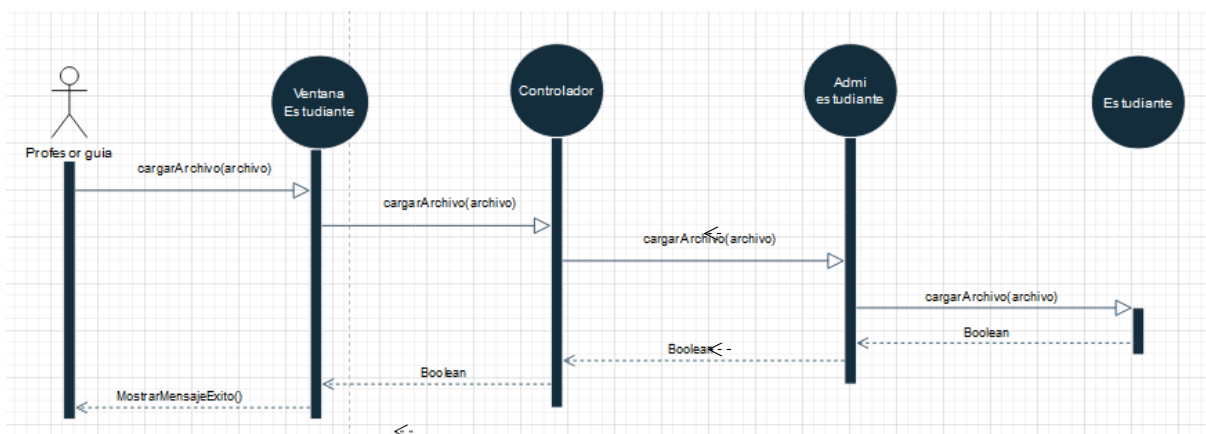 Ventana
Estudiante
Controlador
Admi
estudiante
Estudiante
Profesor guia
cargarArchivo(archivo)
cargarArchivo(archivo)
cargarArchivo(archivo)
cargarArchivo(archivo)
Boolean
Boolean
Boolean
MostrarMensajeExito()